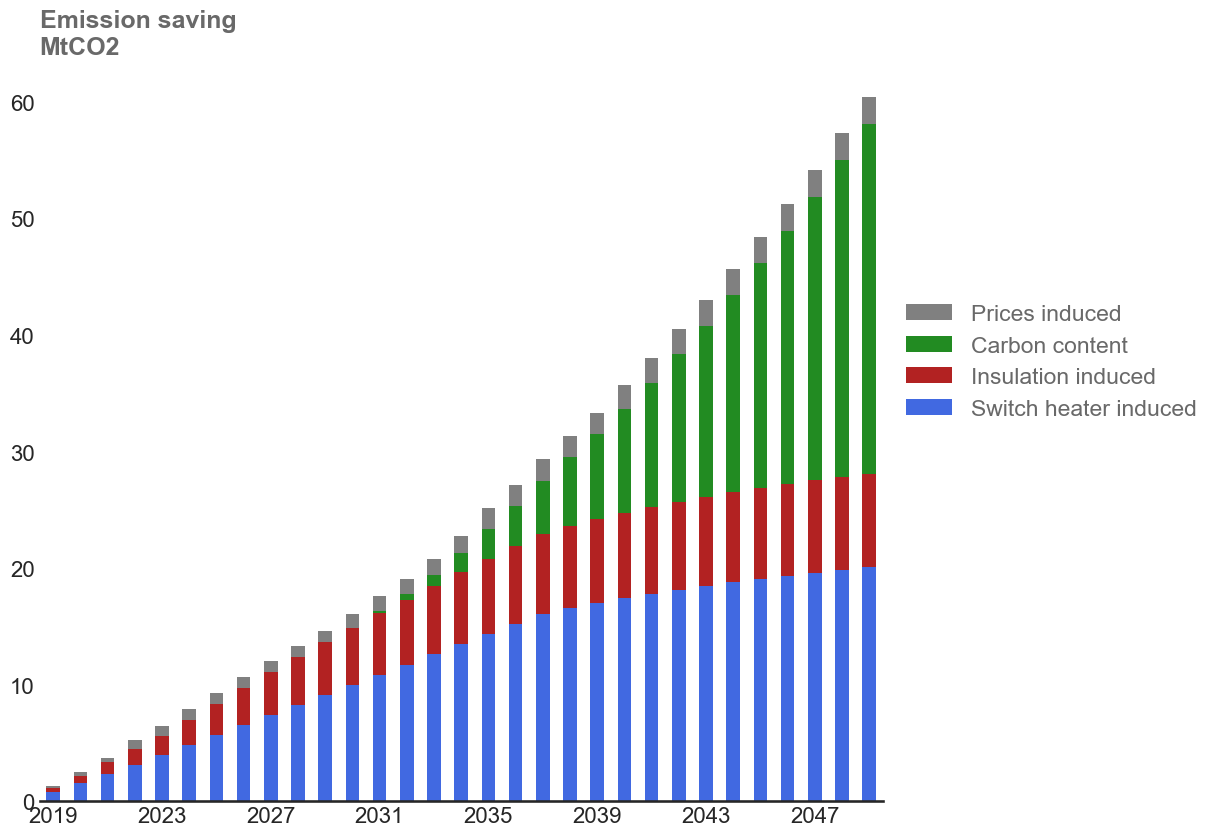 Emission saving
MtCO2
60
50
40
30
20
10
0
2019 2023 2027 2031 2035 2039 2043 2047
Prices induced
Carbon content
Insulation induced
Switch heater induced